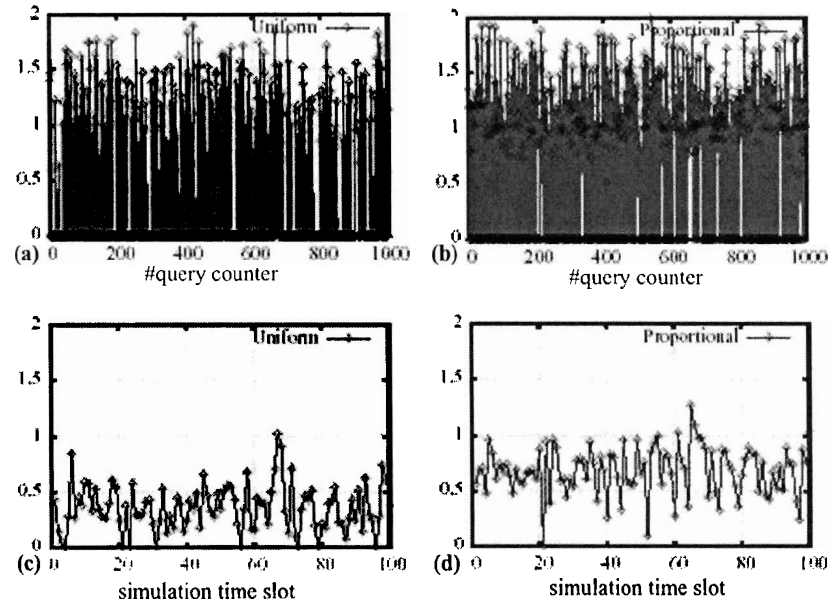 2 Uniform 2 Proportional
1.5 1.5
1 1
0.5 0.5
0 0
(a) 0 200 400 600 800 1000 (b) 200 400 600 800 1000
#query counter #query counter
2 Uniform 2 Proportional
1.5 1.5
1 1
0.5 0.5
0 0
(c) 0 20 40 60 80 100 (d) 0 20 40 60 80 100
simulation time slot simulation time slot